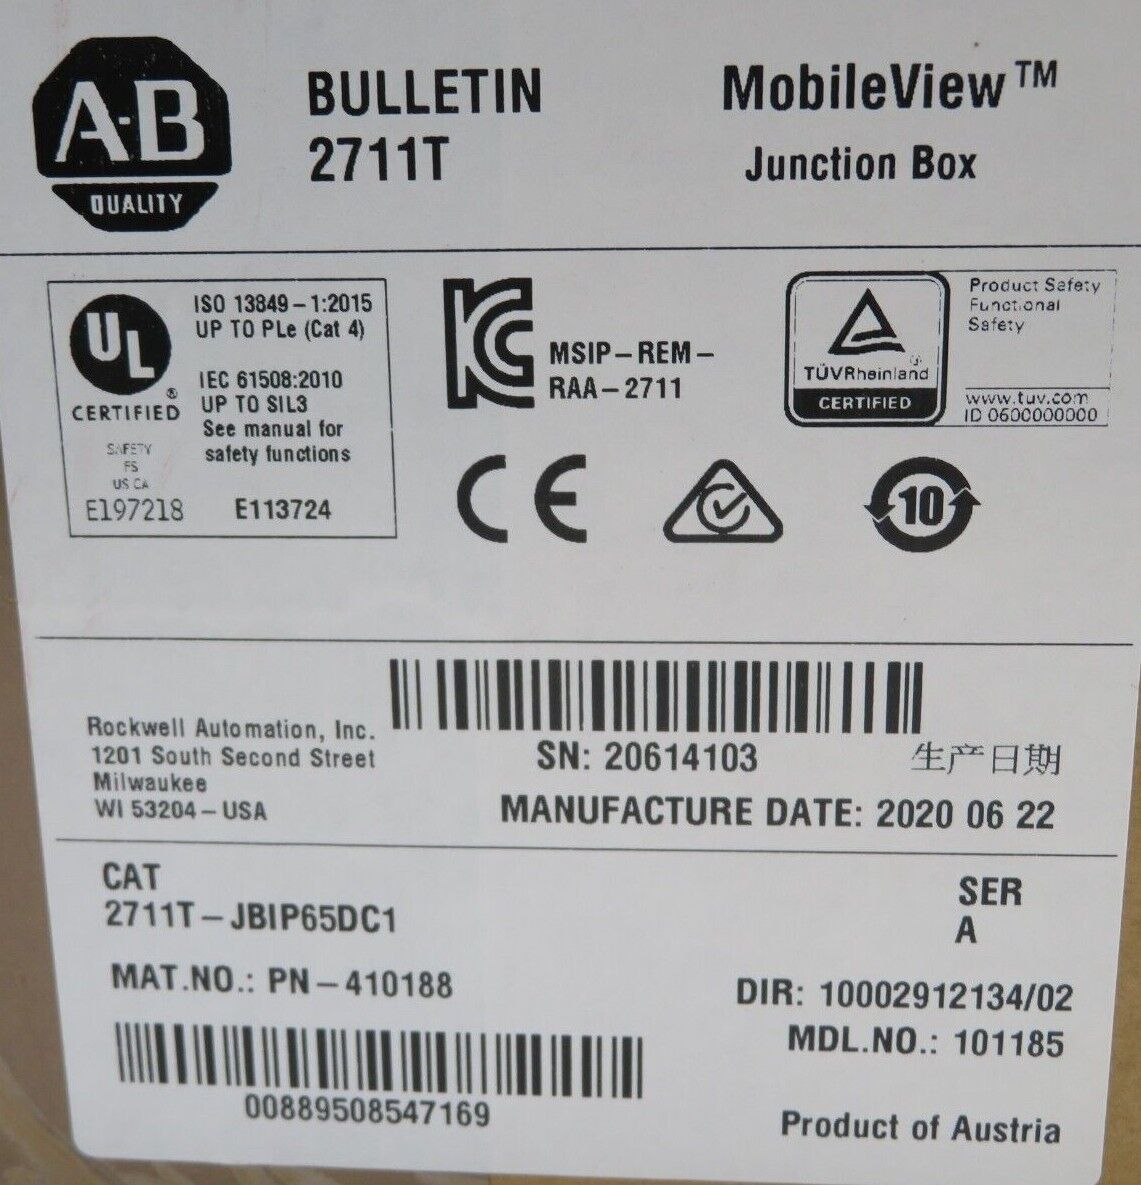 A-B
QUALITY
BULLETIN
2711T
MobileView™
Junction Box
UL
®
CERTIFIED
SAFETY
FS
US CA
E197218
ISO 13849-1:2015
UP TO PLe (Cat 4)
IEC 61508:2010
UP TO SIL3
See manual for
safety functions
E113724
KC
MSIP-REM-
RAA-2711
TÜVRheinland
CERTIFIED
Product Safety
Functional
Safety
www.tuv.com
ID 0600000000
CE
10
Rockwell Automation, Inc.
1201 South Second Street
Milwaukee
WI 53204-USA
SN: 20614103
生产日期
MANUFACTURE DATE: 2020 06 22
CAT
2711T-JBIP65DC1
SER
A
MAT.NO.: PN-410188
DIR: 10002912134/02
MDL.NO.: 101185
00889508547169
Product of Austria